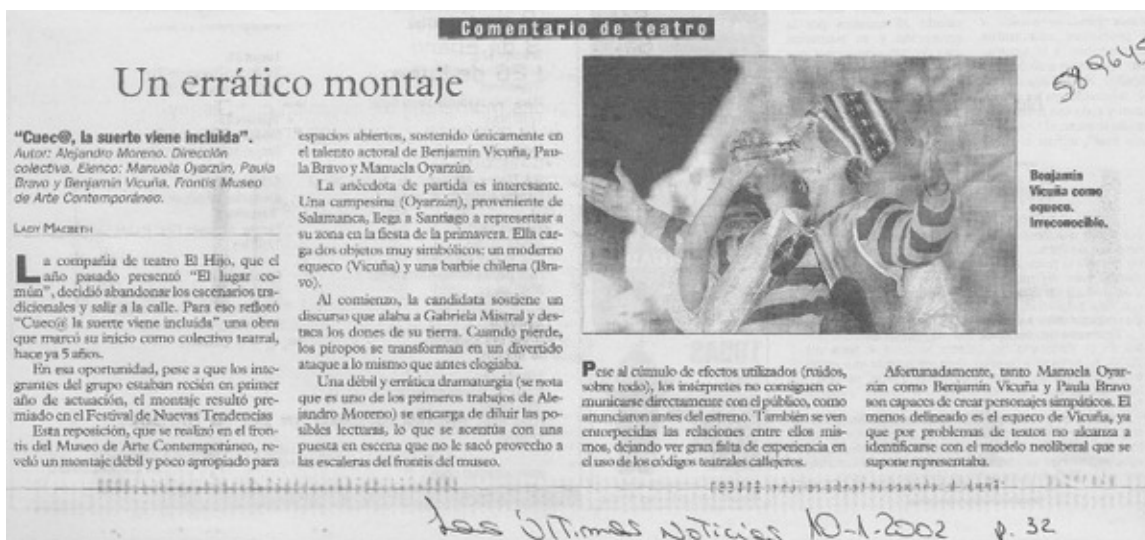 Comentario de teatro
Un errático montaje
589645
"Cuec@, la suerte viene incluida".
Autor: Alejandro Moreno. Dirección
colectiva. Elenco: Manuela Oyarzún, Paula
Bravo y Benjamín Vicuña. Frontis Museo
de Arte Contemporáneo.
LADY MACBETH
La compañía de teatro El Hijo, que el
año pasado presentó "El lugar co-
mún", decidió abandonar los escenarios tra-
dicionales y salir a la calle. Para eso reflotó
"Cuec@ la suerte viene incluida" una obra
que marcó su inicio como colectivo teatral,
hace ya 5 años.
En esa oportunidad, pese a que los inte-
grantes del grupo estaban recién en primer
año de actuación, el montaje resultó pre-
miado en el Festival de Nuevas Tendencias
Esta reposición, que se realizó en el fron-
tis del Museo de Arte Contemporáneo, re-
veló un montaje débil y poco apropiado para
espacios abiertos, sostenido únicamente en
el talento actoral de Benjamín Vicuña, Pau-
la Bravo y Manuela Oyarzún.
La anécdota de partida es interesante.
Una campesina (Oyarzún), proveniente de
Salamanca, llega a Santiago a representar a
su zona en la fiesta de la primavera. Ella car-
ga dos objetos muy simbólicos: un moderno
equeco (Vicuña) y una barbie chilena (Bra-
vo).
Al comienzo, la candidata sostiene un
discurso que alaba a Gabriela Mistral y des-
taca los dones de su tierra. Cuando pierde,
los piropos se transforman en un divertido
ataque a lo mismo que antes elogiaba.
Una débil y errática dramaturgia (se nota
que es uno de los primeros trabajos de Ale-
jandro Moreno) se encarga de diluir las po-
sibles lecturas, lo que se acentúa con una
puesta en escena que no le sacó provecho a
las escaleras del frontis del museo.
Benjamín
Vicuña como
equeco.
Irreconocible.
Pese al cúmulo de efectos utilizados (ruidos,
sobre todo), los intérpretes no consiguen co-
municarse directamente con el público, como
anunciaron antes del estreno. También se ven
entorpecidas las relaciones entre ellos mis-
mos, dejando ver gran falta de experiencia en
el uso de los códigos teatrales callejeros.
Afortunadamente, tanto Manuela Oyar-
zún como Benjamín Vicuña y Paula Bravo
son capaces de crear personajes simpáticos. El
menos delineado es el equeco de Vicuña, ya
que por problemas de textos no alcanza a
identificarse con el modelo neoliberal que se
supone representaba.
Las Últimas Noticias 10-1-2002 p. 32